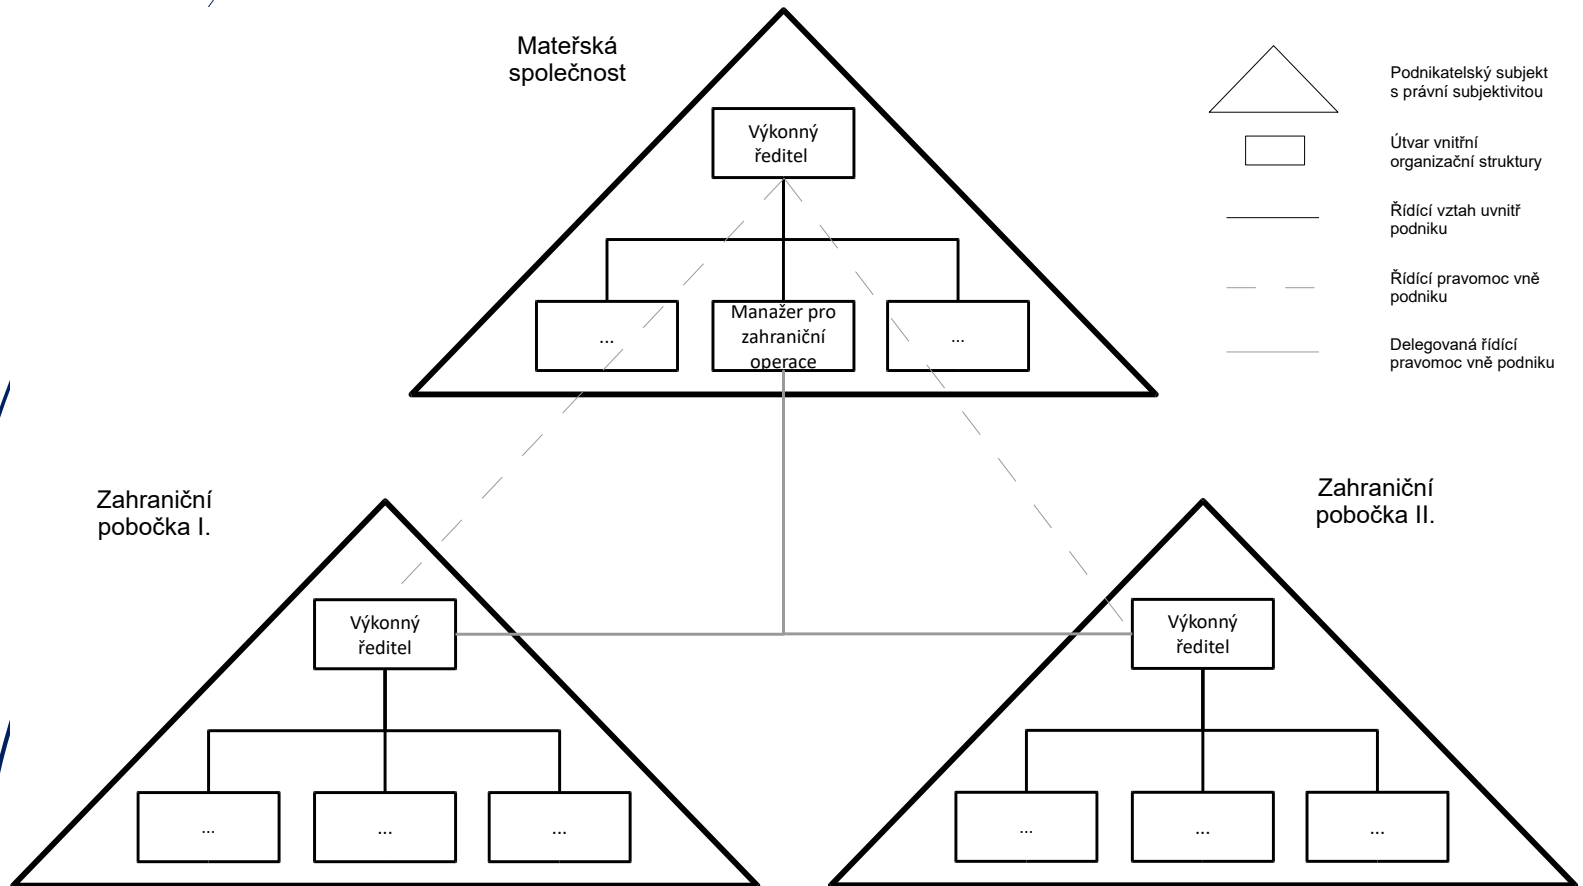 Mateřská
společnost
Výkonný
ředitel
...
Manažer pro
zahraniční
operace
...
Podnikatelský subjekt
s právní subjektivitou
Útvar vnitřní
organizační struktury
Řídící vztah uvnitř
podniku
Řídící pravomoc vně
podniku
Delegovaná řídící
pravomoc vně podniku
Zahraniční
pobočka I.
Výkonný
ředitel
...
...
...
Zahraniční
pobočka II.
Výkonný
ředitel
...
...
...